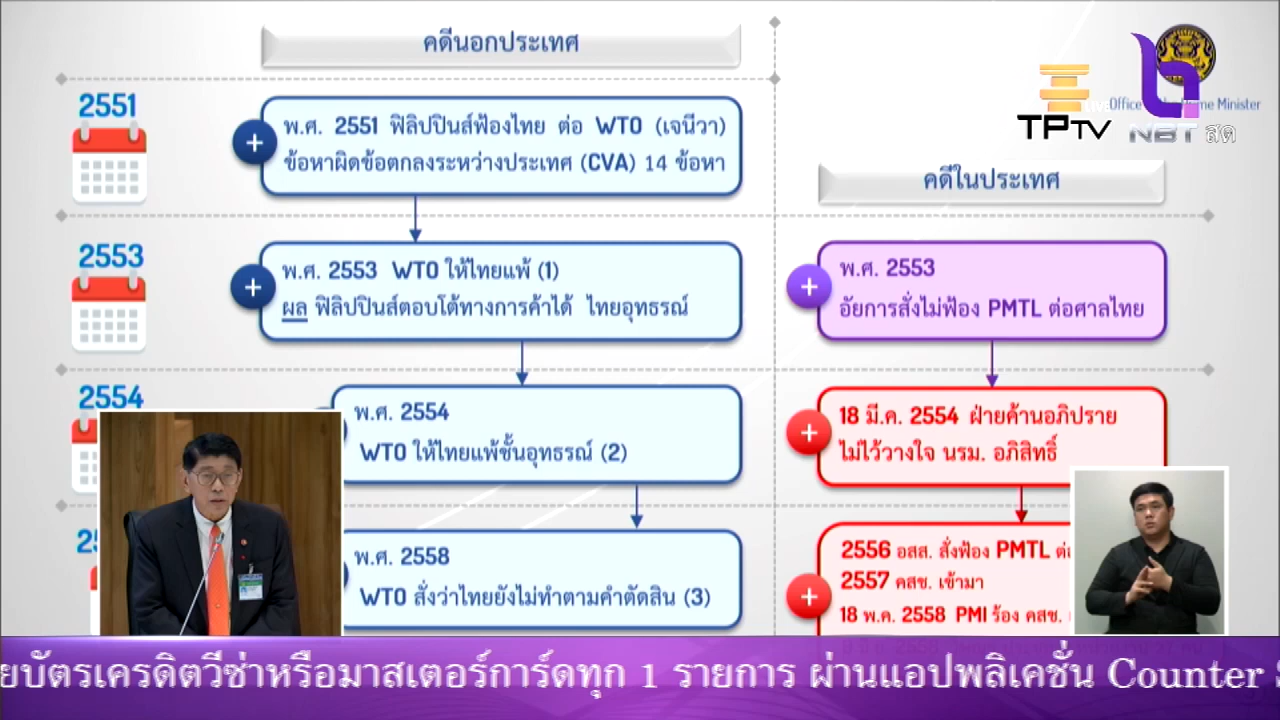 คดีนอกประเทศ
2551
พ.ศ. 2551 ฟิลิปปินส์ฟ้องไทย ต่อ WTO (เจนีวา)
ข้อหาผิดข้อตกลงระหว่างประเทศ (CVA) 14 ข้อหา
TPTV
NBT สด
Office
me Minister
คดีในประเทศ
2553
พ.ศ. 2553 WTO ให้ไทยแพ้ (1)
ผล ฟิลิปปินส์ตอบโต้ทางการค้าได้ ไทยอุทธรณ์
พ.ศ. 2553
อัยการสั่งไม่ฟ้อง PMTL ต่อศาลไทย
2554
พ.ศ. 2554
WTO ให้ไทยแพ้ชั้นอุทธรณ์ (2)
18 มี.ค. 2554 ฝ่ายค้านอภิปราย
ไม่ไว้วางใจ นรม. อภิสิทธิ์
พ.ศ. 2558
WTO สั่งว่าไทยยังไม่ทำตามคำตัดสิน (3)
2556 อสส. สั่งฟ้อง PMTL
2557 คสช. เข้ามา
18 พ.ค. 2558 PMI ร้อง คสช.
ยบัตรเครดิตวีซ่าหรือมาสเตอร์การ์ดทุก 1 รายการ ผ่านแอปพลิเคชั่น Counter